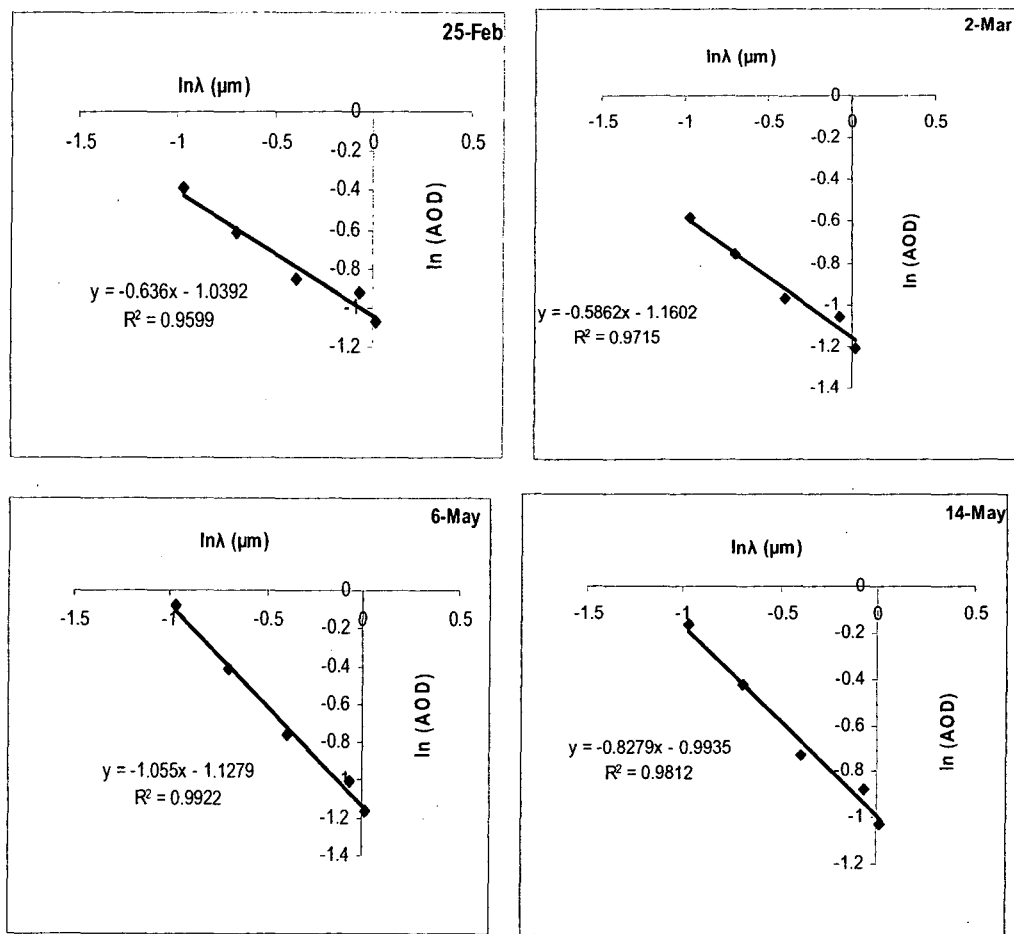 25-Feb
lnλ (µm)
0
-1.5 -1 -0.5 0 0.5
-0.2
-0.4
-0.6
-0.8
-1
-1.2
ln (AOD)
y = -0.636x - 1.0392
R² = 0.9599
2-Mar
lnλ (µm)
0
-1.5 -1 -0.5 0 0.5
-0.2
-0.4
-0.6
-0.8
-1.0
-1.2
-1.4
ln (AOD)
y = -0.5862x - 1.1602
R² = 0.9715
6-May
lnλ (µm)
0
-1.5 -1 -0.5 0 0.5
-0.2
-0.4
-0.6
-0.8
-1.0
-1.2
-1.4
ln (AOD)
y = -1.055x - 1.1279
R² = 0.9922
14-May
lnλ (µm)
0
-1.5 -1 -0.5 0 0.5
-0.2
-0.4
-0.6
-0.8
-1
-1.2
ln (AOD)
y = -0.8279x - 0.9935
R² = 0.9812